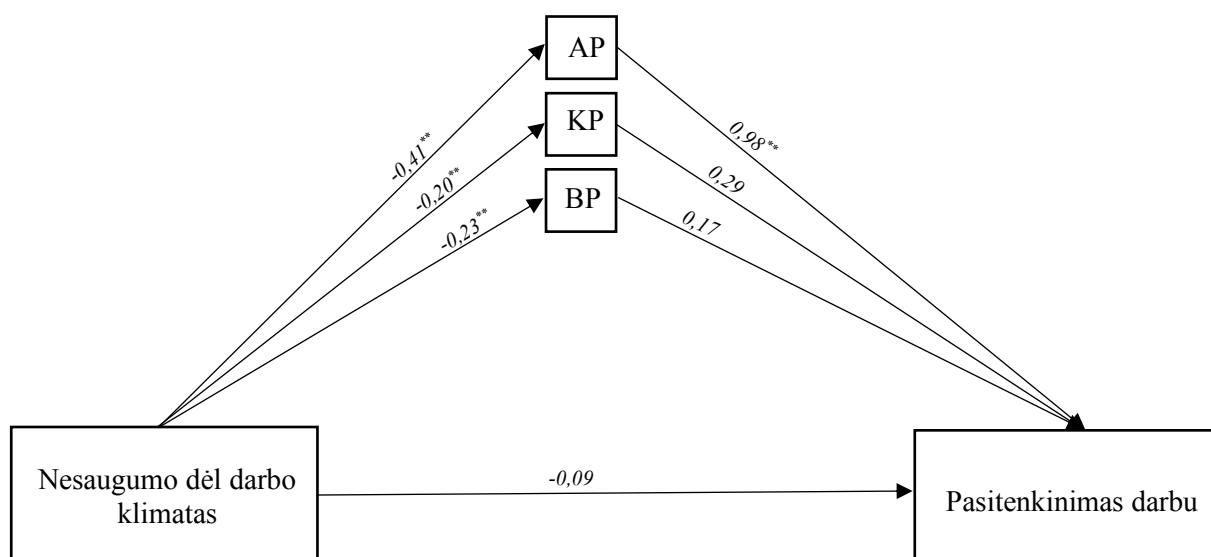 AP
-0,41**
0,98**
KP
-0,20**
0,29
BP
-0,23**
0,17
Nesaugumo dėl darbo
klimatas
-0,09
Pasitenkinimas darbu